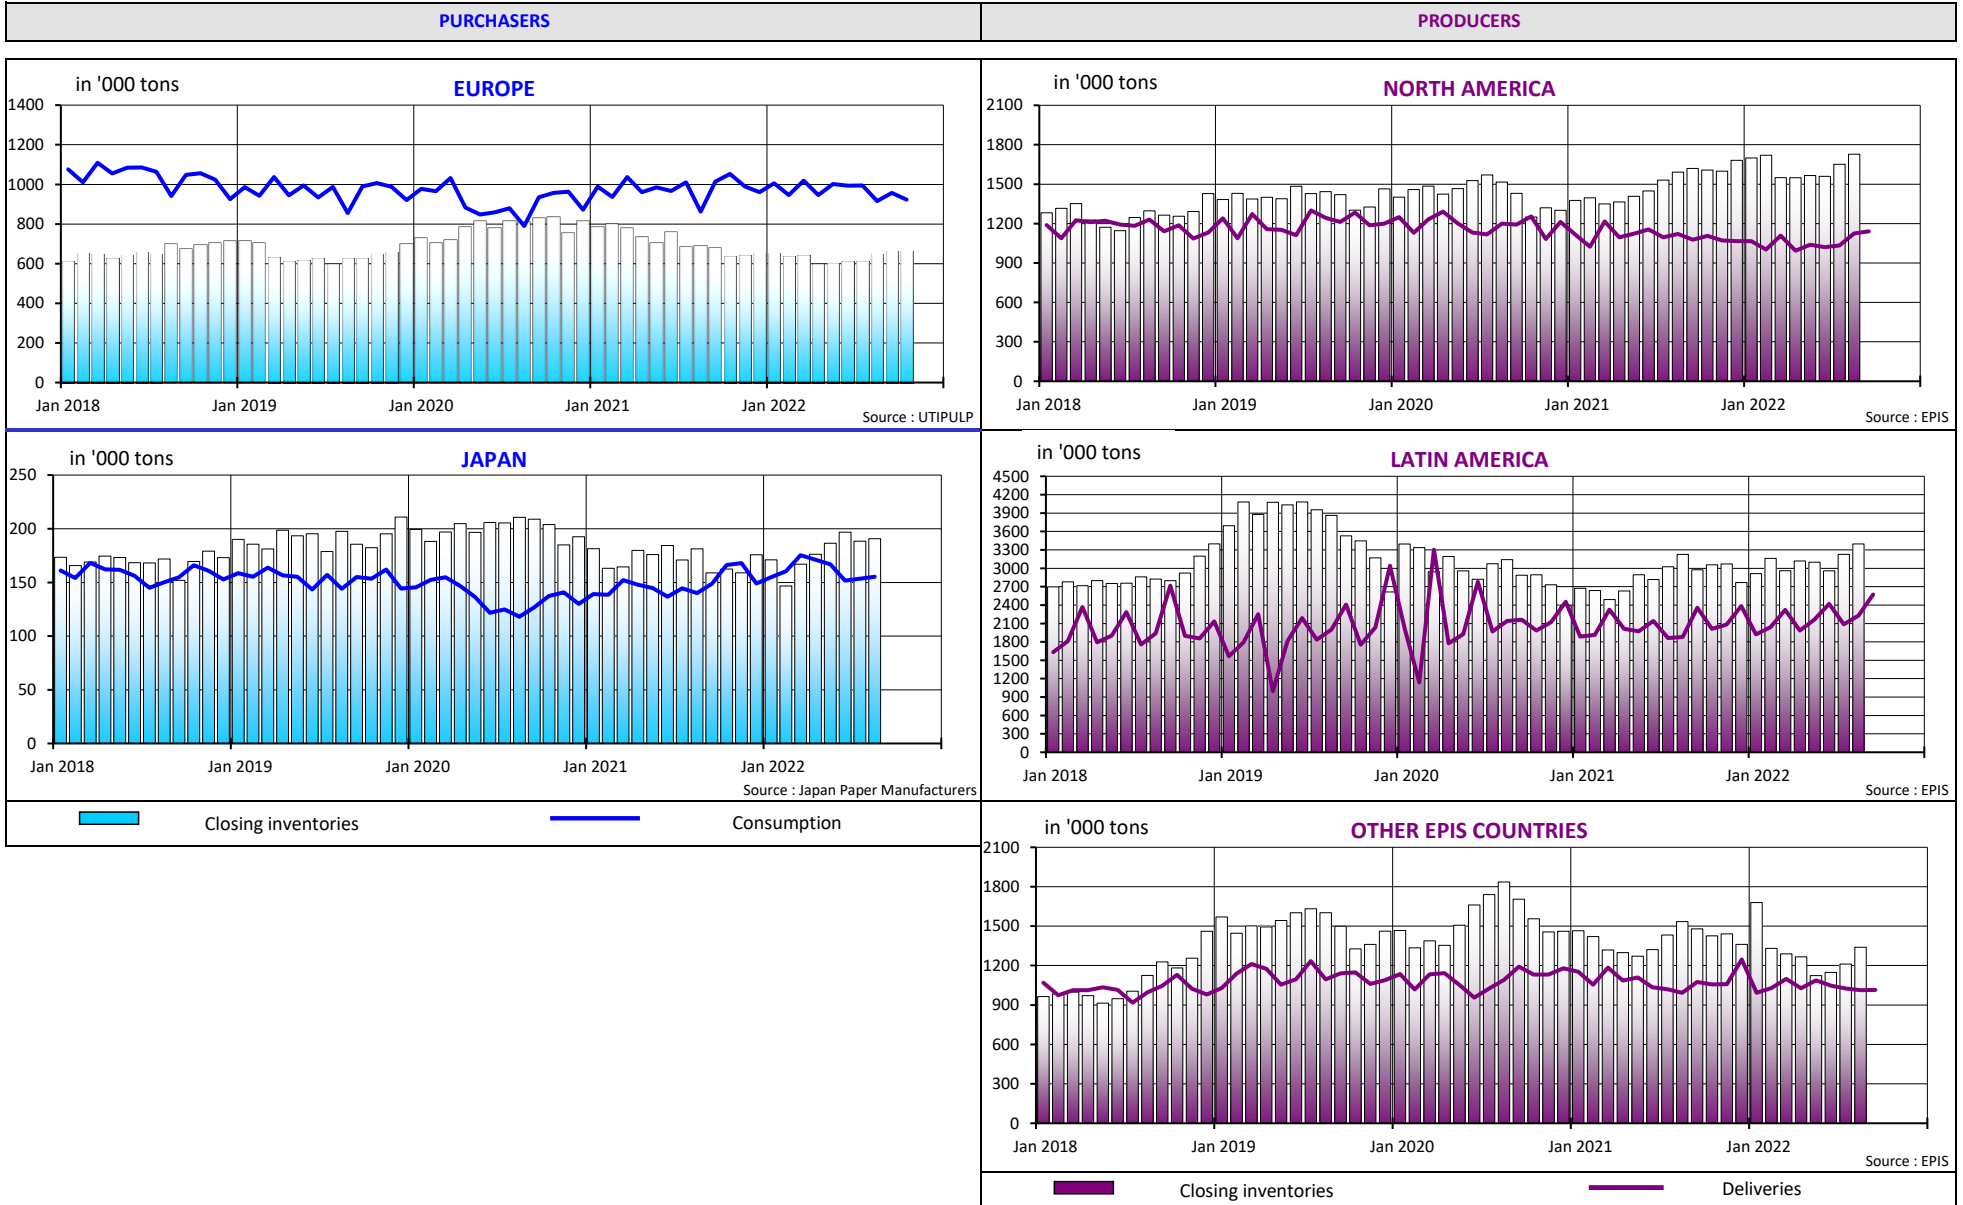 PURCHASERS
PRODUCERS
in '000 tons
EUROPE
1400
1200
1000
800
600
400
200
0
Jan 2018
Jan 2019
Jan 2020
Jan 2021
Jan 2022
Source : UTIPULP
in '000 tons
NORTH AMERICA
2100
1800
1500
1200
900
600
300
0
Jan 2018
Jan 2019
Jan 2020
Jan 2021
Jan 2022
Source : EPIS
in '000 tons
JAPAN
250
200
150
100
50
0
Jan 2018
Jan 2019
Jan 2020
Jan 2021
Jan 2022
Source : Japan Paper Manufacturers
Closing inventories
Consumption
in '000 tons
LATIN AMERICA
4500
4200
3900
3600
3300
3000
2700
2400
2100
1800
1500
1200
900
600
300
0
Jan 2018
Jan 2019
Jan 2020
Jan 2021
Jan 2022
Source : EPIS
in '000 tons
OTHER EPIS COUNTRIES
2100
1800
1500
1200
900
600
300
0
Jan 2018
Jan 2019
Jan 2020
Jan 2021
Jan 2022
Source : EPIS
Closing inventories
Deliveries